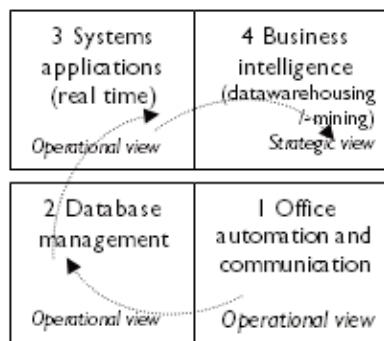 3 Systems
applications
(real time)
Operational view
4 Business
intelligence
(datawarehousing
/-mining)
Strategic view
2 Database
management
Operational view
1 Office
automation and
communication
Operational view